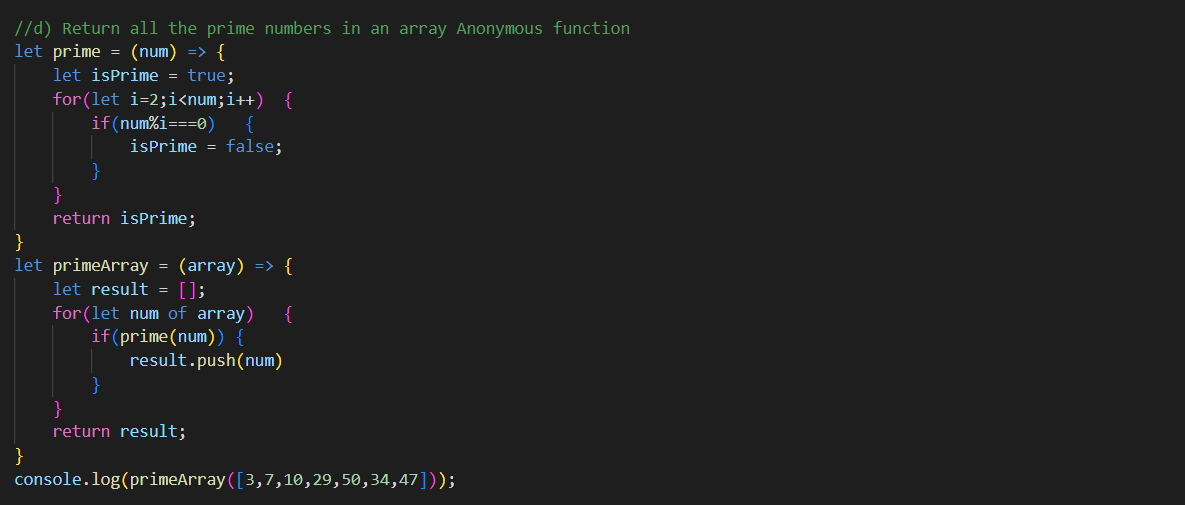 //d) Return all the prime numbers in an array Anonymous function
let prime = (num) => {
    let isPrime = true;
    for(let i=2;i<num;i++)  {
        if(num%i===0)   {
            isPrime = false;
        }
    }
    return isPrime;
}
let primeArray = (array) => {
    let result = [];
    for(let num of array)   {
        if(prime(num)) {
            result.push(num)
        }
    }
    return result;
}
console.log(primeArray([3,7,10,29,50,34,47]));